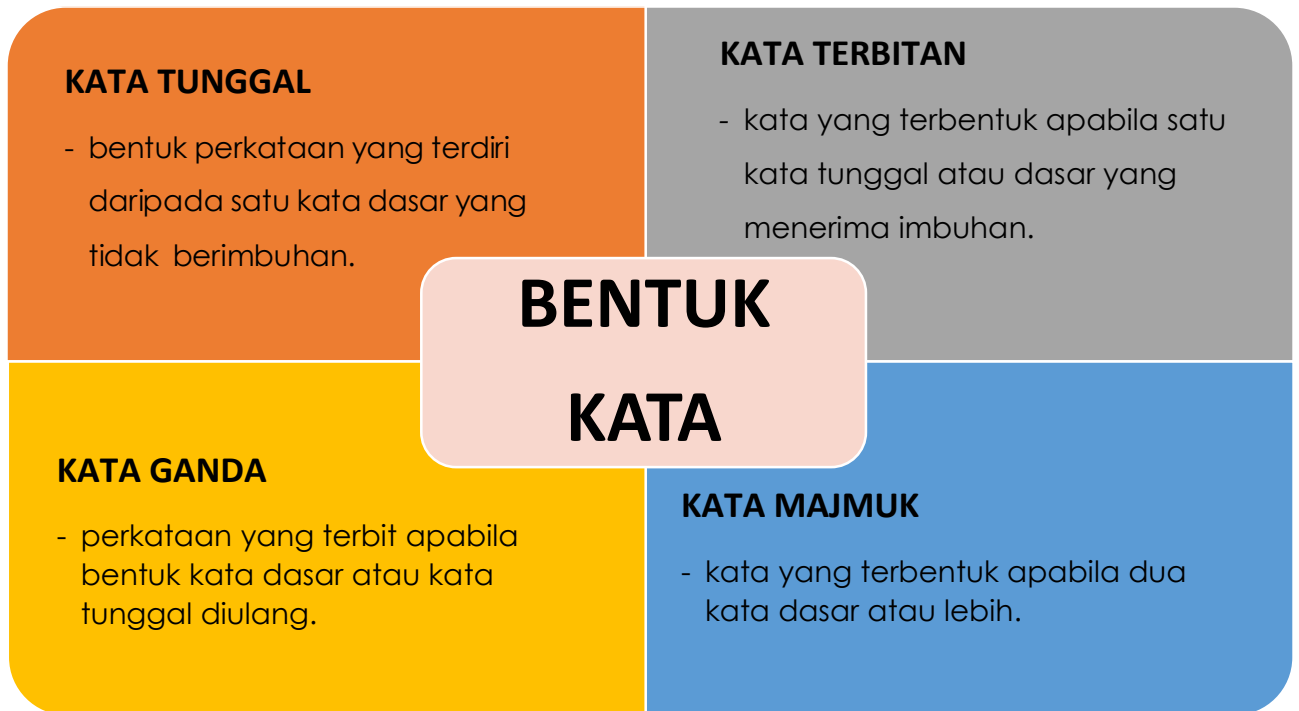 KATA TUNGGAL
- bentuk perkataan yang terdiri
daripada satu kata dasar yang
tidak berimbuhan.
KATA TERBITAN
- kata yang terbentuk apabila satu
kata tunggal atau dasar yang
menerima imbuhan.
BENTUK
KATA
KATA GANDA
- perkataan yang terbit apabila
bentuk kata dasar atau kata
tunggal diulang.
KATA MAJMUK
- kata yang terbentuk apabila dua
kata dasar atau lebih.